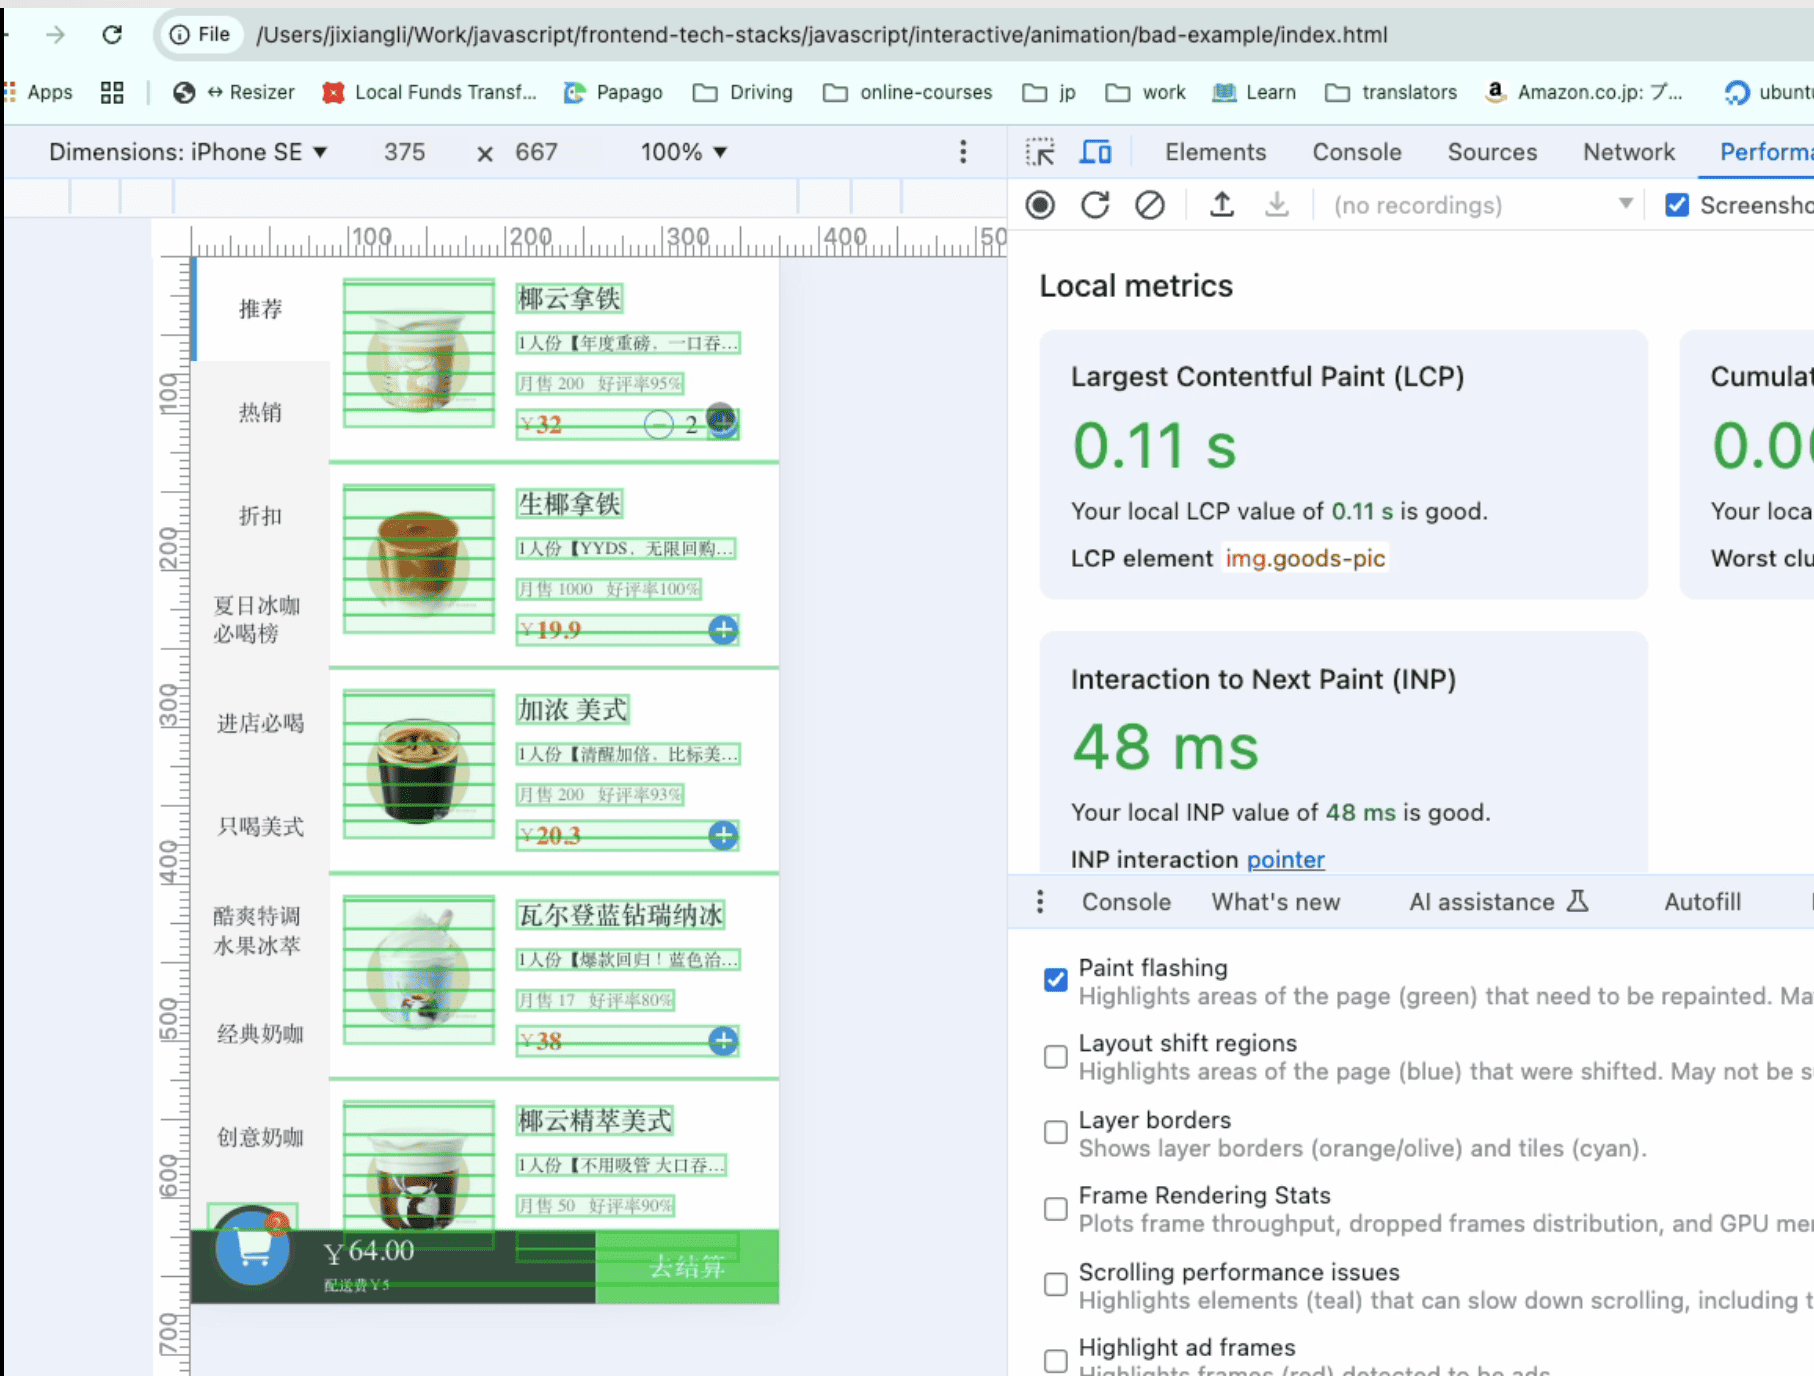 File /Users/jixiangli/Work/javascript/frontend-tech-stacks/javascript/interactive/animation/bad-example/index.html
Apps ↔ Resizer Local Funds Transf... Papago Driving online-courses jp work Learn translators Amazon.co.jp: プ...
Dimensions: iPhone SE ▼ 375 × 667 100% ▼
Elements Console Sources Network
(no recordings)
100 200 300 400
100
200
300
400
500
600
700
推荐
热销
折扣
夏日冰咖
必喝榜
进店必喝
只喝美式
酷爽特调
水果冰萃
经典奶咖
创意奶咖
椰云拿铁
1人份【年度重磅，一口吞...
月售 200 好评率95%
￥32 2
生椰拿铁
1人份【YYDS，无限回购...
月售 1000 好评率100%
￥19.9
加浓 美式
1人份【清醒加倍，比标美...
月售 200 好评率93%
￥20.3
瓦尔登蓝钻瑞纳冰
1人份【爆款回归！蓝色治...
月售 17 好评率80%
￥38
椰云精萃美式
1人份【不用吸管 大口吞...
月售 50 好评率90%
2
￥64.00
配送费￥5
去结算
Local metrics
Largest Contentful Paint (LCP)
0.11 s
Your local LCP value of 0.11 s is good.
LCP element img.goods-pic
Your
Worst
Interaction to Next Paint (INP)
48 ms
Your local INP value of 48 ms is good.
INP interaction pointer
Console What's new AI assistance Autofill
Paint flashing
Highlights areas of the page (green) that need to be repainted.
Layout shift regions
Highlights areas of the page (blue) that were shifted. May not be
Layer borders
Shows layer borders (orange/olive) and tiles (cyan).
Frame Rendering Stats
Plots frame throughput, dropped frames distribution, and GPU
Scrolling performance issues
Highlights elements (teal) that can slow down scrolling, including
Highlight ad frames
Highlights frames (red) detected to be ads.